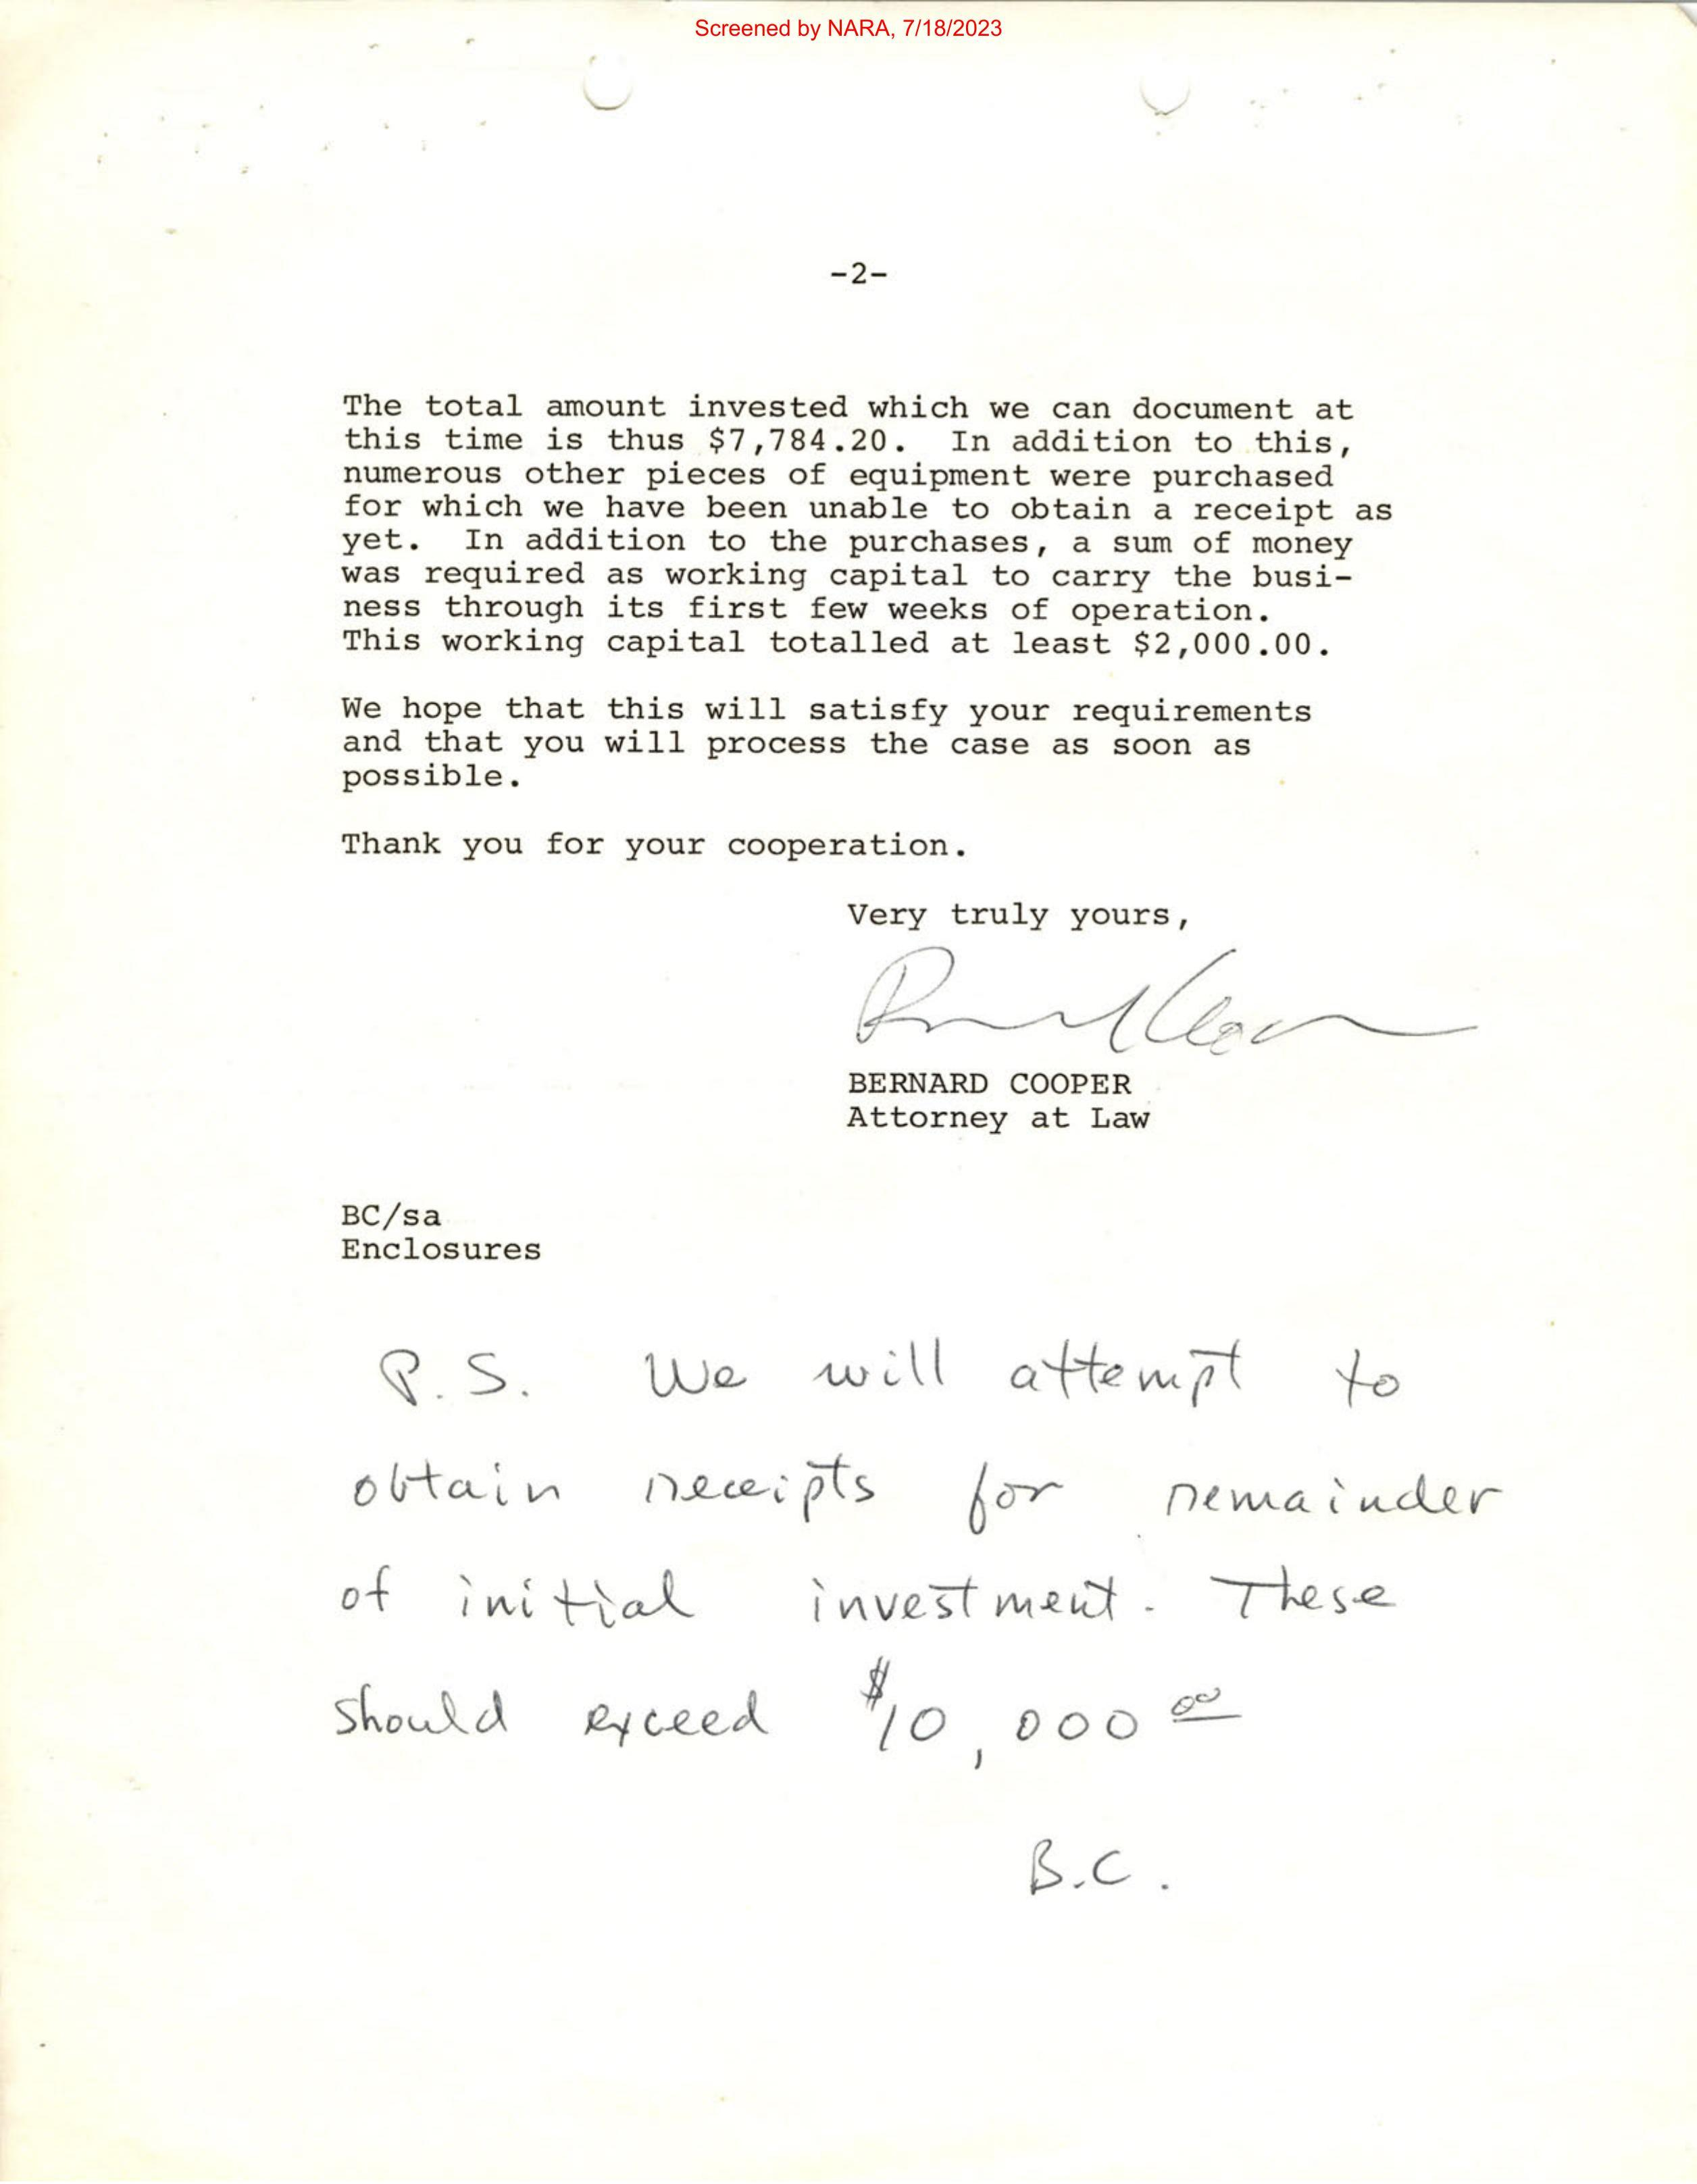 Screened by NARA, 7/18/2023
-2-
The total amount invested which we can document at
this time is thus $7,784.20. In addition to this,
numerous other pieces of equipment were purchased
for which we have been unable to obtain a receipt as
yet. In addition to the purchases, a sum of money
was required as working capital to carry the busi-
ness through its first few weeks of operation.
This working capital totalled at least $2,000.00.
We hope that this will satisfy your requirements
and that you will process the case as soon as
possible.
Thank you for your cooperation.
Very truly yours,
BERNARD COOPER
Attorney at Law
BC/sa
Enclosures
P.S. We will attempt to
obtain receipts for remainder
of initial investment. These
should exceed $10,000 00
B.C.